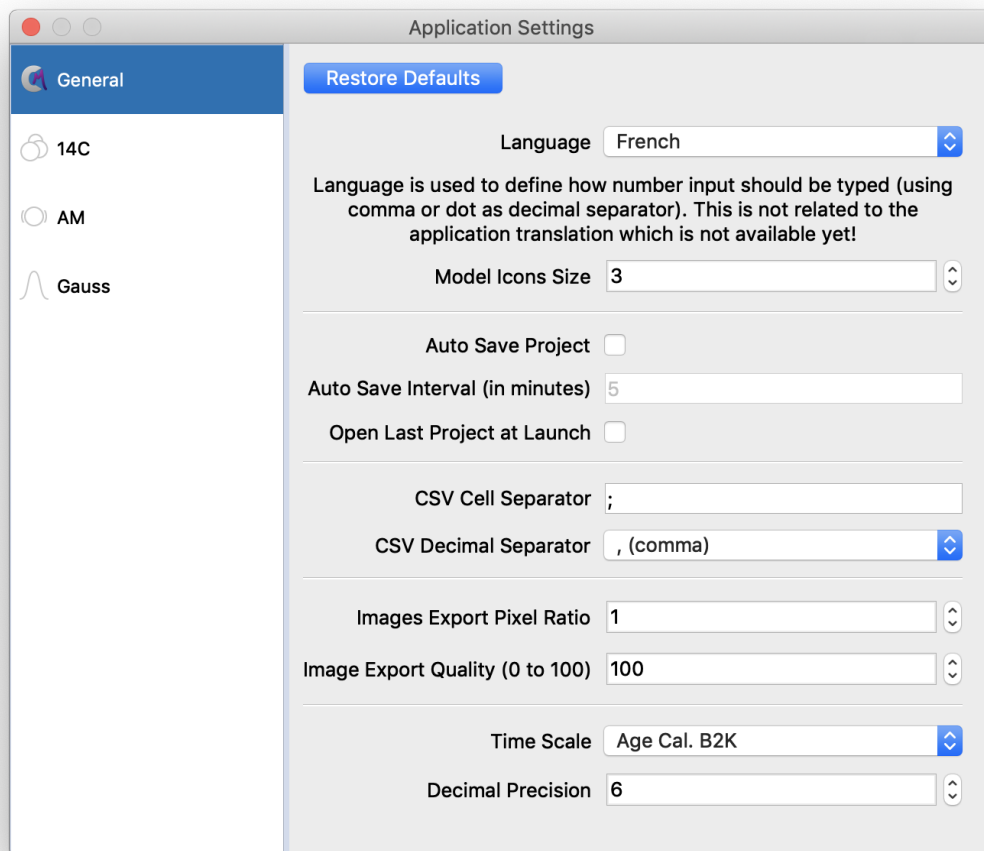 Application Settings
General
14C
AM
Gauss
Restore Defaults
Language French
Language is used to define how number input should be typed (using
comma or dot as decimal separator). This is not related to the
application translation which is not available yet!
Model Icons Size 3
Auto Save Project
Auto Save Interval (in minutes) 5
Open Last Project at Launch
CSV Cell Separator ;
CSV Decimal Separator , (comma)
Images Export Pixel Ratio 1
Image Export Quality (0 to 100) 100
Time Scale Age Cal. B2K
Decimal Precision 6